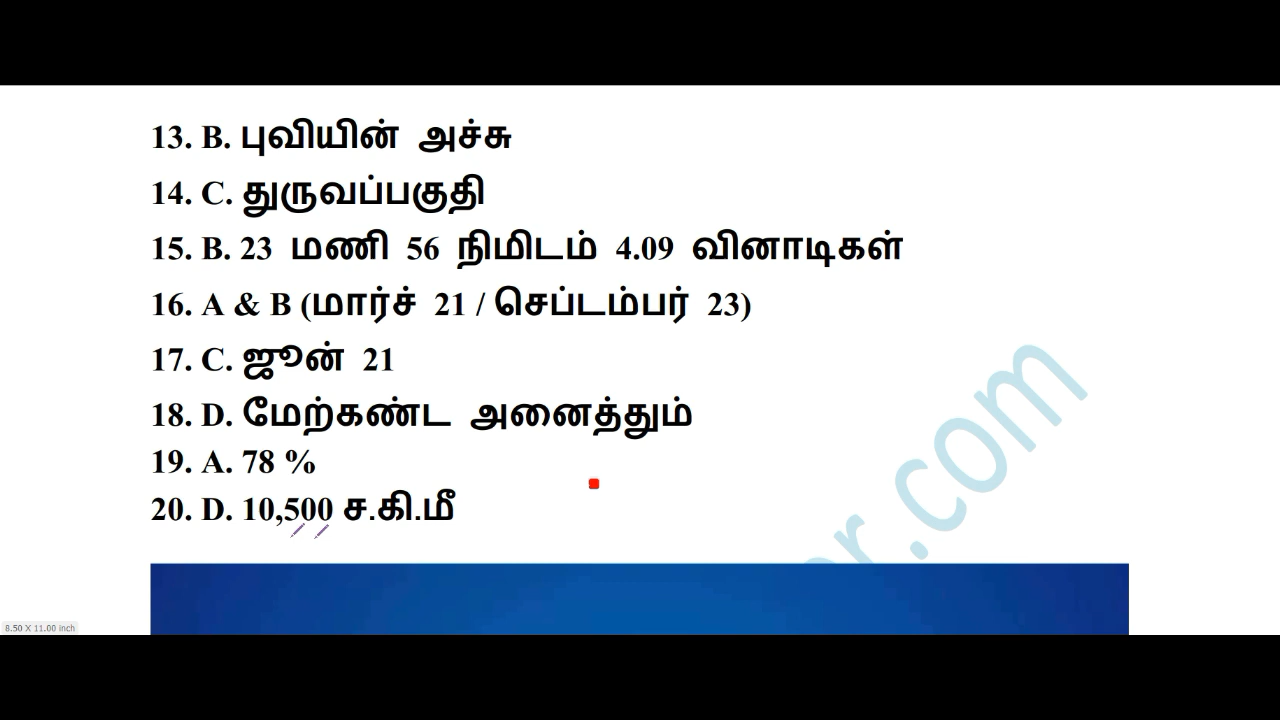 13. B. புவியின் அச்சு
14. C. துருவப்பகுதி
15. B. 23 மணி 56 நிமிடம் 4.09 வினாடிகள்
16. A & B (மார்ச் 21 / செப்டம்பர் 23)
17. C. ஜூன் 21
18. D. மேற்கண்ட அனைத்தும்
19. A. 78 %
20. D. 10,500 ச.கி.மீ
8.50 X 11.00 inch